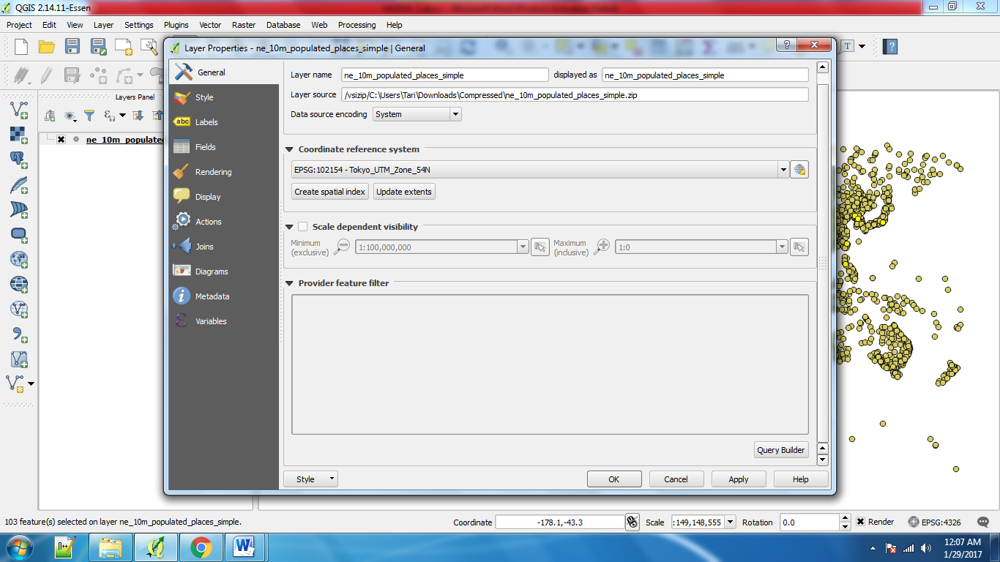 QGIS 2.14.11-Essen
Project Edit View Layer Settings Plugins Vector Raster Database Web Processing Help
Layer Properties - ne_10m_populated_places_simple | General
General
Style
Labels
Fields
Rendering
Display
Actions
Joins
Diagrams
Metadata
Variables
abc
Layers Panel
ne_10m_populated
Layer name ne_10m_populated_places_simple displayed as ne_10m_populated_places_simple
Layer source /vsizip/C:\Users\Tari\Downloads\Compressed\ne_10m_populated_places_simple.zip
Data source encoding System
Coordinate reference system
EPSG:102154 - Tokyo_UTM_Zone_54N
Create spatial index Update extents
Scale dependent visibility
Minimum (exclusive) 1:100,000,000 Maximum (inclusive) 1:0
Provider feature filter
Query Builder
Style OK Cancel Apply Help
103 feature(s) selected on layer ne_10m_populated_places_simple.
Coordinate -178.1,-43.3 Scale :149,148,555 Rotation 0.0 Render EPSG:4326
12:07 AM
1/29/2017